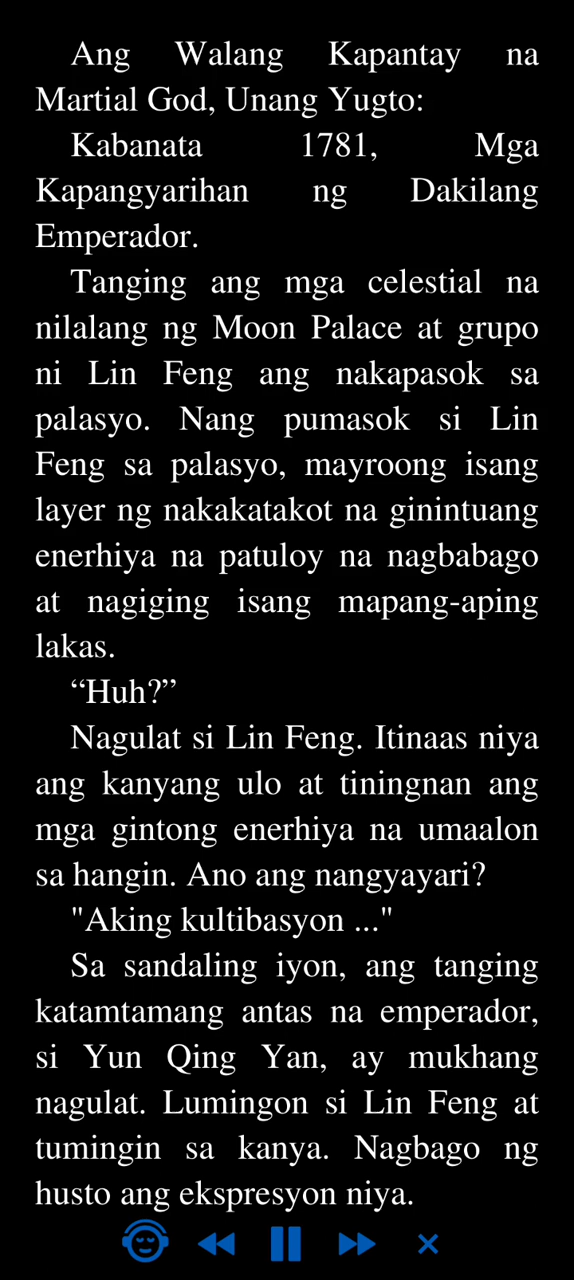 Ang Walang Kapantay na
Martial God, Unang Yugto:
Kabanata 1781, Mga
Kapangyarihan ng Dakilang
Emperador.
Tanging ang mga celestial na
nilalang ng Moon Palace at grupo
ni Lin Feng ang nakapasok sa
palasyo. Nang pumasok si Lin
Feng sa palasyo, mayroong isang
layer ng nakakatakot na ginintuang
enerhiya na patuloy na nagbabago
at nagiging isang mapang-aping
lakas.
“Huh?”
Nagulat si Lin Feng. Itinaas niya
ang kanyang ulo at tiningnan ang
mga gintong enerhiya na umaalon
sa hangin. Ano ang nangyayari?
"Aking kultibasyon ..."
Sa sandaling iyon, ang tanging
katamtamang antas na emperador,
si Yun Qing Yan, ay mukhang
nagulat. Lumingon si Lin Feng at
tumingin sa kanya. Nagbago ng
husto ang ekspresyon niya.